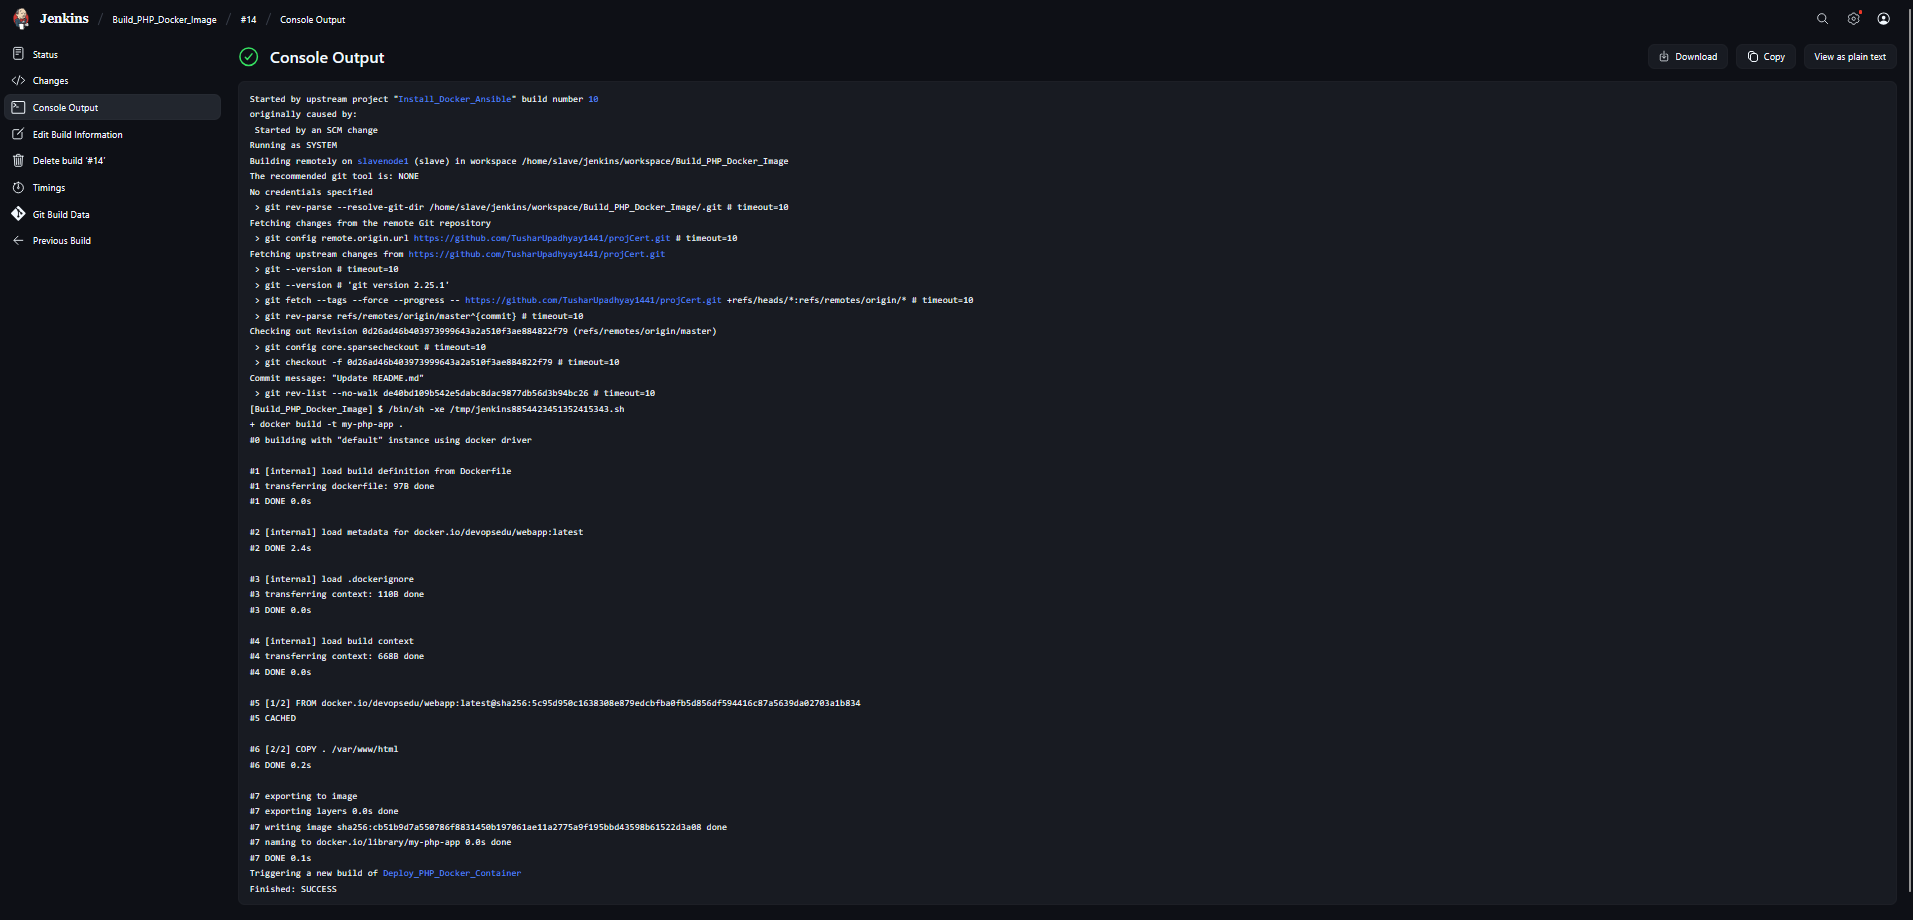 Jenkins / Build_PHP_Docker_Image / #14 / Console Output
Status
Changes
Console Output
Edit Build Information
Delete build '#14'
Timings
Git Build Data
Previous Build
Console Output
Download
Copy
View as plain text
Started by upstream project "Install_Docker_Ansible" build number 10
originally caused by:
Started by an SCM change
Running as SYSTEM
Building remotely on slavenode1 (slave) in workspace /home/slave/jenkins/workspace/Build_PHP_Docker_Image
The recommended git tool is: NONE
No credentials specified
> git rev-parse --resolve-git-dir /home/slave/jenkins/workspace/Build_PHP_Docker_Image/.git # timeout=10
Fetching changes from the remote Git repository
> git config remote.origin.url https://github.com/TusharUpadhyay1441/projCert.git # timeout=10
Fetching upstream changes from https://github.com/TusharUpadhyay1441/projCert.git
> git --version # timeout=10
> git --version # 'git version 2.25.1'
> git fetch --tags --force --progress -- https://github.com/TusharUpadhyay1441/projCert.git +refs/heads/*:refs/remotes/origin/* # timeout=10
> git rev-parse refs/remotes/origin/master^{commit} # timeout=10
Checking out Revision 0d26ad46b403973999643a2a510f3ae884822f79 (refs/remotes/origin/master)
> git config core.sparsecheckout # timeout=10
> git checkout -f 0d26ad46b403973999643a2a510f3ae884822f79 # timeout=10
Commit message: "Update README.md"
> git rev-list --no-walk de40bd109b542e5dabc8dac9877db56d3b94bc26 # timeout=10
[Build_PHP_Docker_Image] $ /bin/sh -xe /tmp/jenkins8854423451352415343.sh
+ docker build -t my-php-app .
#0 building with "default" instance using docker driver
#1 [internal] load build definition from Dockerfile
#1 transferring dockerfile: 97B done
#1 DONE 0.0s
#2 [internal] load metadata for docker.io/devopsedu/webapp:latest
#2 DONE 2.4s
#3 [internal] load .dockerignore
#3 transferring context: 110B done
#3 DONE 0.0s
#4 [internal] load build context
#4 transferring context: 668B done
#4 DONE 0.0s
#5 [1/2] FROM docker.io/devopsedu/webapp:latest@sha256:5c95d950c1638308e879edcbfba0fb5d856df594416c87a5639da02703a1b834
#5 CACHED
#6 [2/2] COPY . /var/www/html
#6 DONE 0.2s
#7 exporting to image
#7 exporting layers 0.0s done
#7 writing image sha256:cb51b9d7a550786f8831450b197061ae11a2775a9f195bbd43598b61522d3a08 done
#7 naming to docker.io/library/my-php-app 0.0s done
#7 DONE 0.1s
Triggering a new build of Deploy_PHP_Docker_Container
Finished: SUCCESS